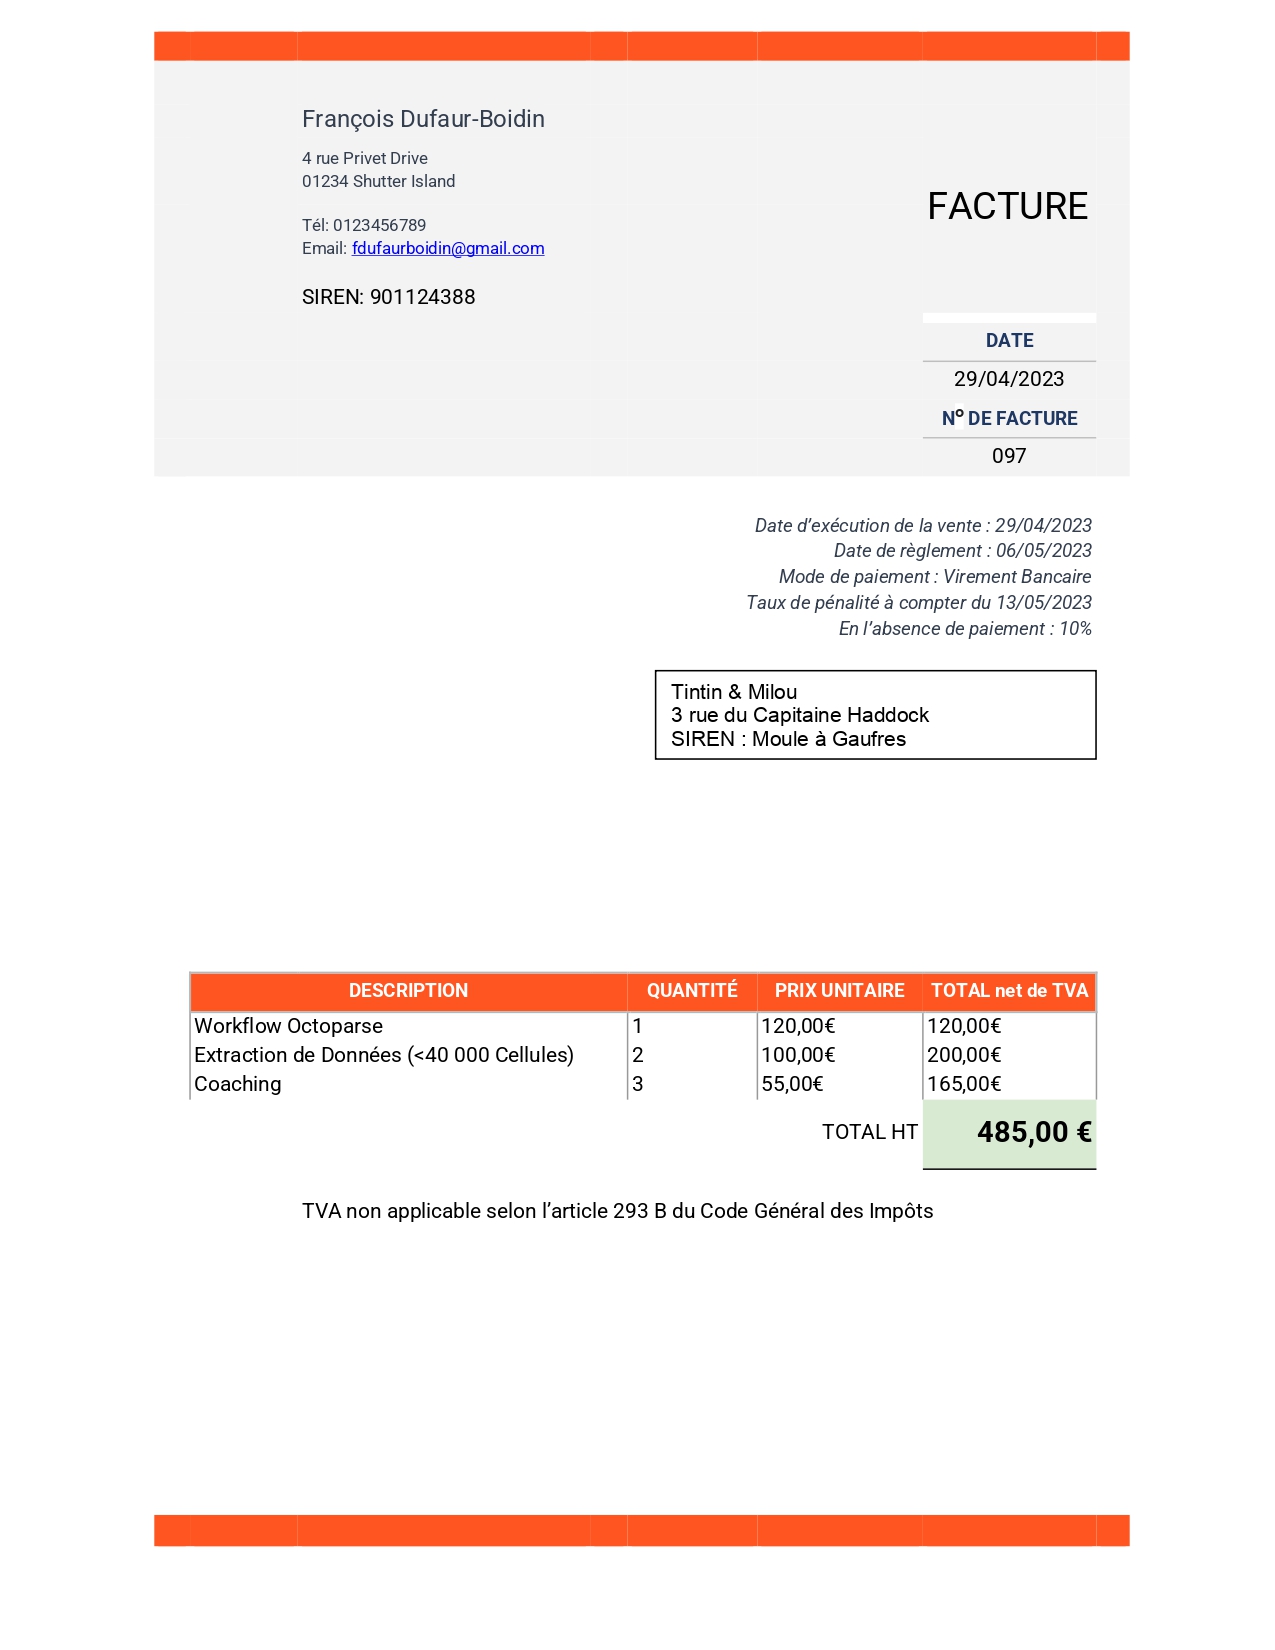 François Dufaur-Boidin
4 rue Privet Drive
01234 Shutter Island
Tél: 0123456789
Email: fdufaurboidin@gmail.com
SIREN: 901124388
FACTURE
DATE
29/04/2023
Nº DE FACTURE
097
Date d’exécution de la vente : 29/04/2023
Date de règlement : 06/05/2023
Mode de paiement : Virement Bancaire
Taux de pénalité à compter du 13/05/2023
En l’absence de paiement : 10%
Tintin & Milou
3 rue du Capitaine Haddock
SIREN : Moule à Gaufres
DESCRIPTION QUANTITÉ PRIX UNITAIRE TOTAL net de TVA
Workflow Octoparse 1 120,00€ 120,00€
Extraction de Données (<40 000 Cellules) 2 100,00€ 200,00€
Coaching 3 55,00€ 165,00€
TOTAL HT 485,00 €
TVA non applicable selon l’article 293 B du Code Général des Impôts